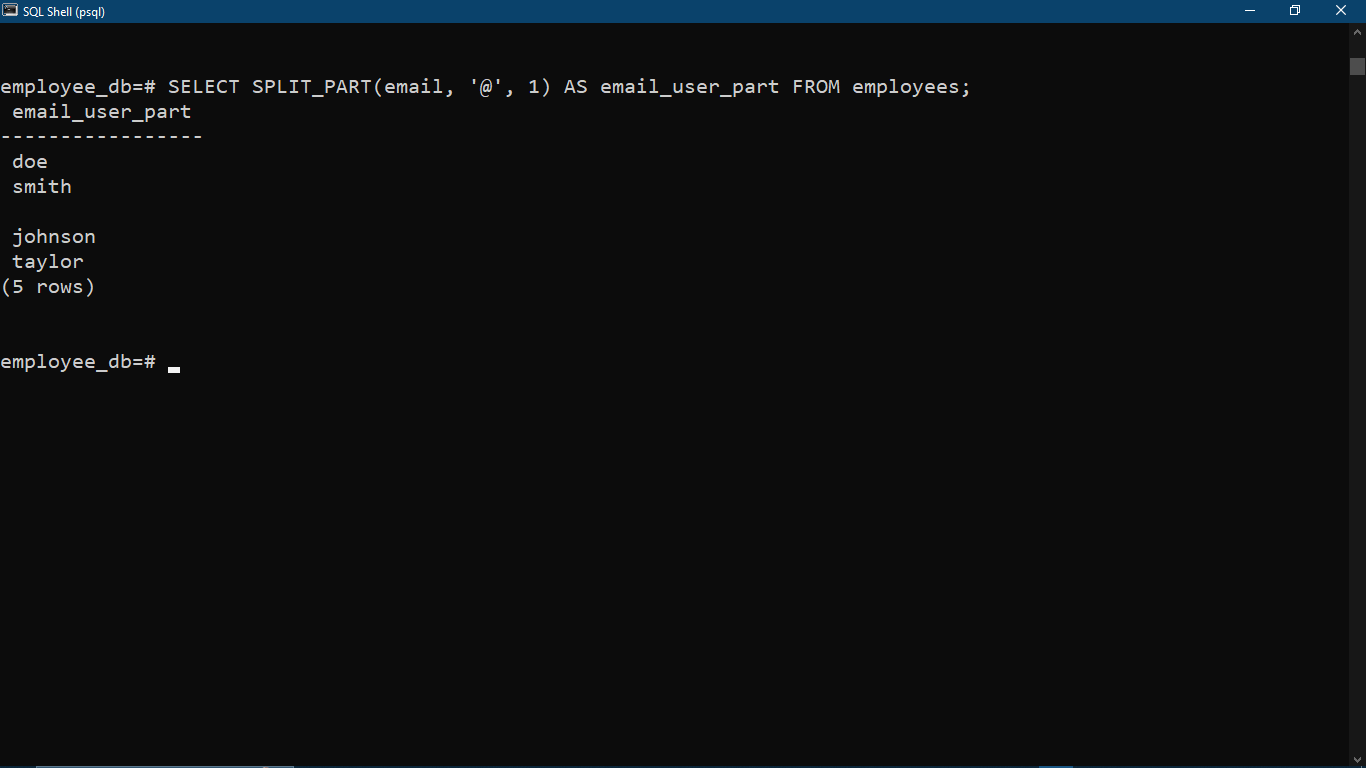 SQL Shell (psql)
employee_db=# SELECT SPLIT_PART(email, '@', 1) AS email_user_part FROM employees;
 email_user_part
-----------------
 doe
 smith

 johnson
 taylor
(5 rows)

employee_db=#